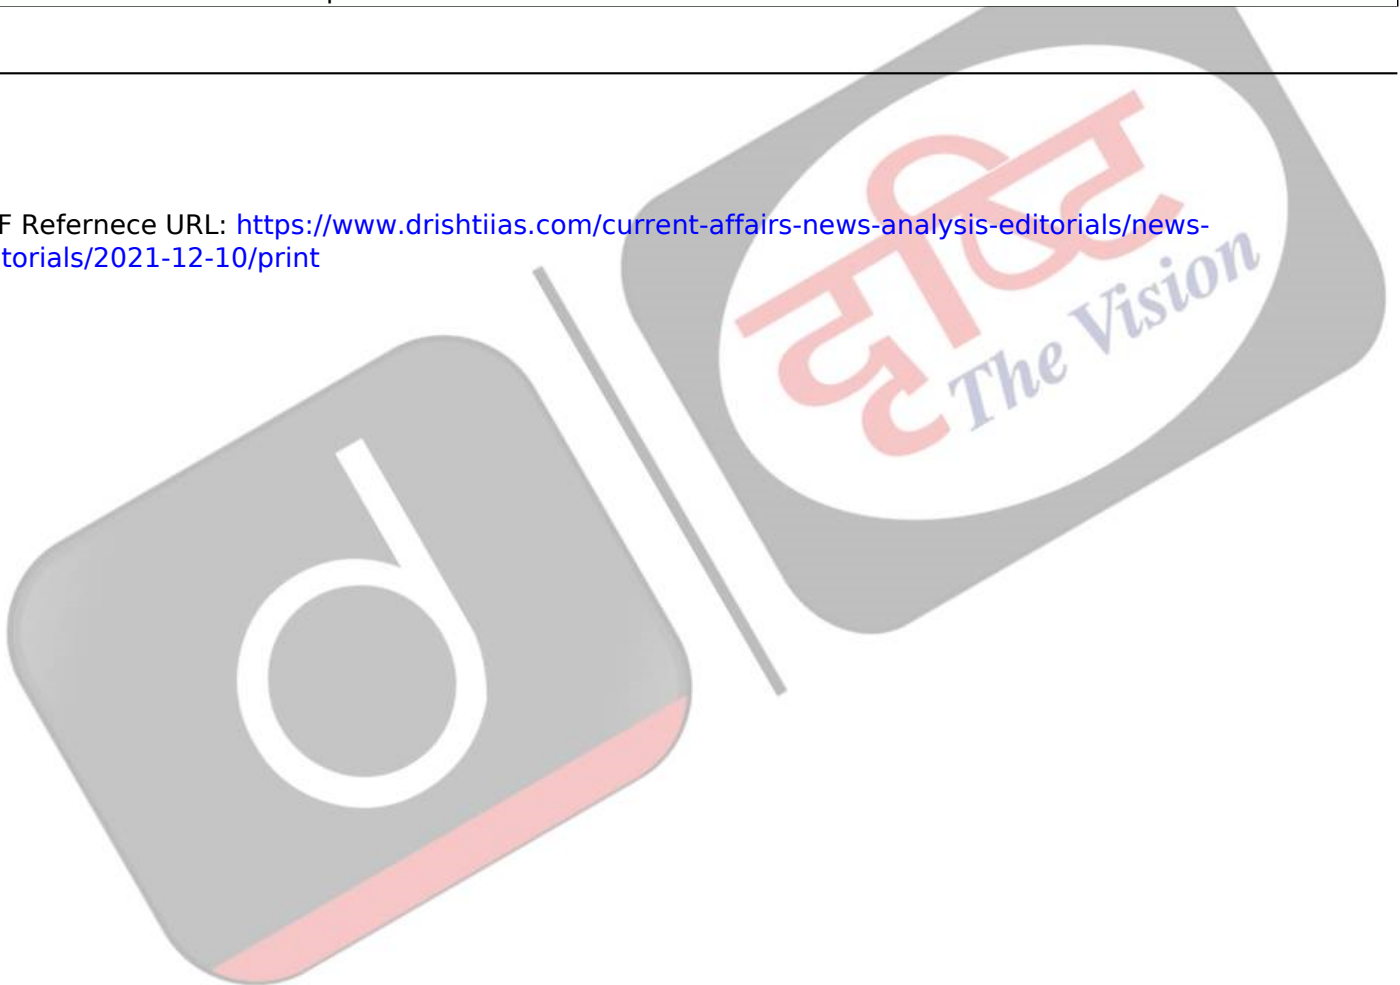 F Refernece URL: https://www.drishtiias.com/current-affairs-news-analysis-editorials/news-
torials/2021-12-10/print
दृष्टि
The Vision
d